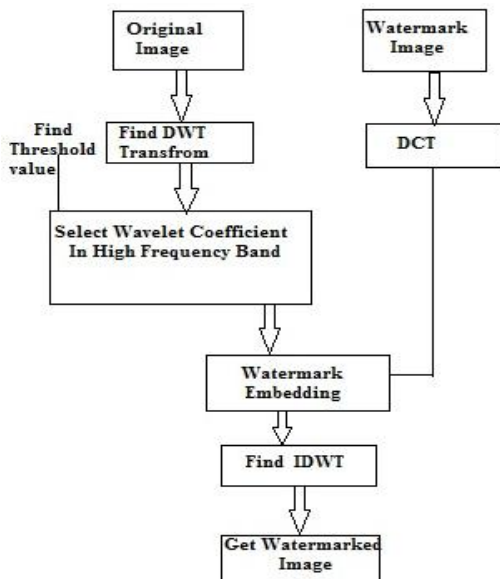 Original
Image
Watermark
Image
Find
Threshold
value
Find DWT
Transfrom
DCT
Select Wavelet Coefficient
In High Frequency Band
Watermark
Embedding
Find IDWT
Get Watermarked
Image